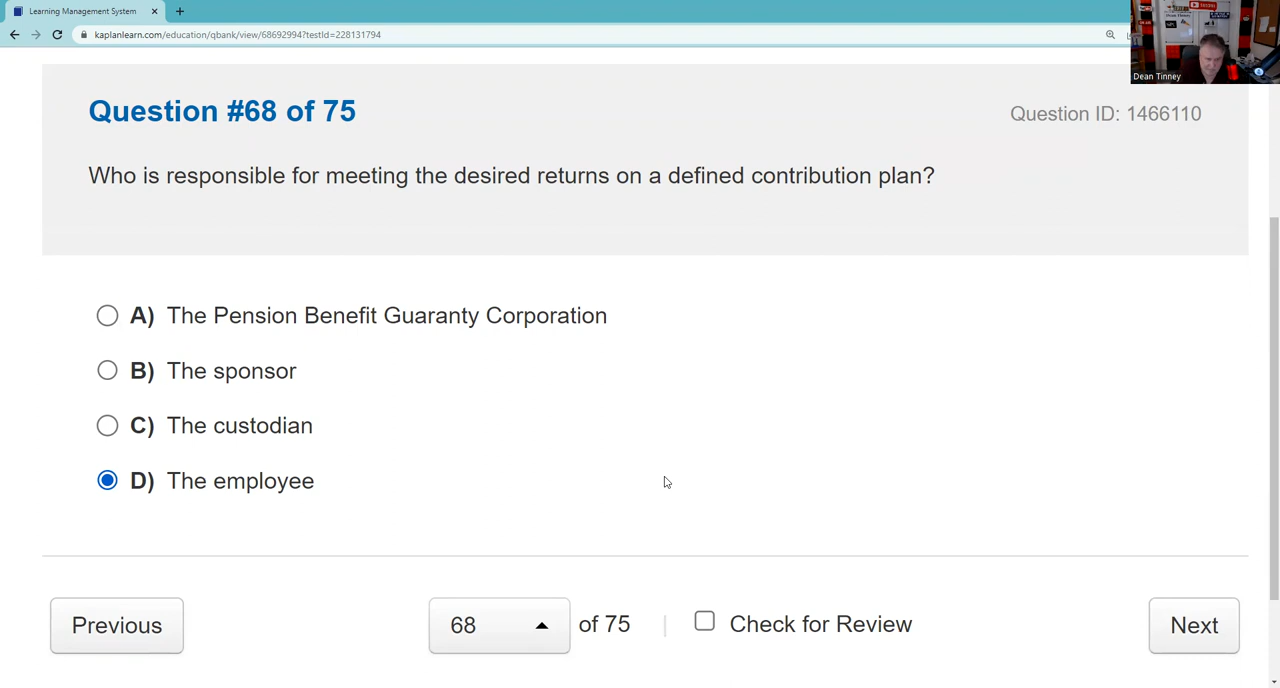 Learning Management System
kaplanlearn.com/education/qbank/view/68692994?testId=228131794
Dean Tinney
Question #68 of 75
Question ID: 1466110
Who is responsible for meeting the desired returns on a defined contribution plan?
A) The Pension Benefit Guaranty Corporation
B) The sponsor
C) The custodian
D) The employee
Previous
68
of 75
Check for Review
Next